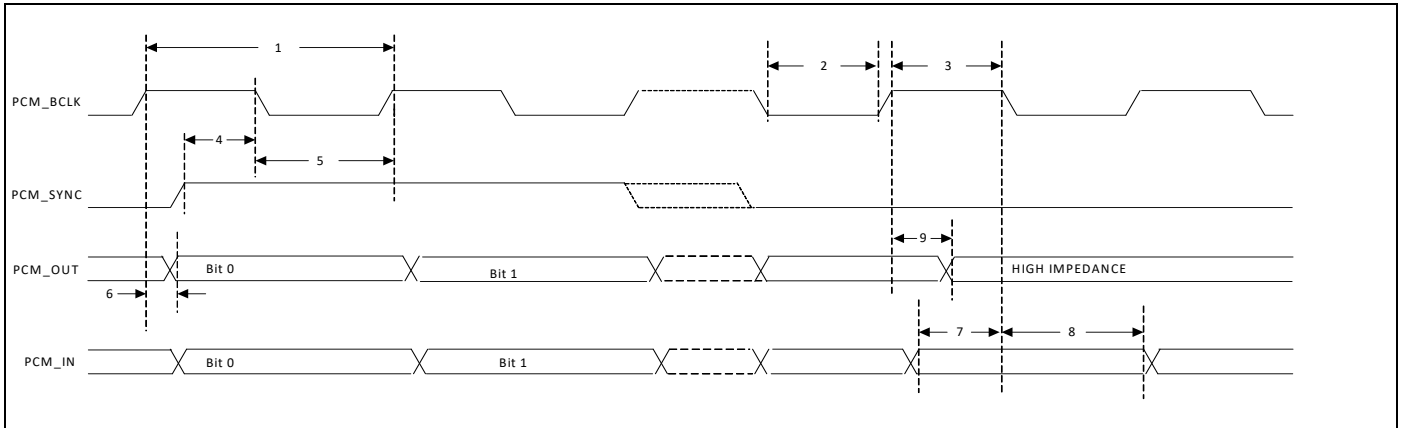 1
2
3
PCM_BCLK
4
5
PCM_SYNC
9
PCM_OUT
Bit 0
Bit 1
HIGH IMPEDANCE
6
7
8
PCM_IN
Bit 0
Bit 1